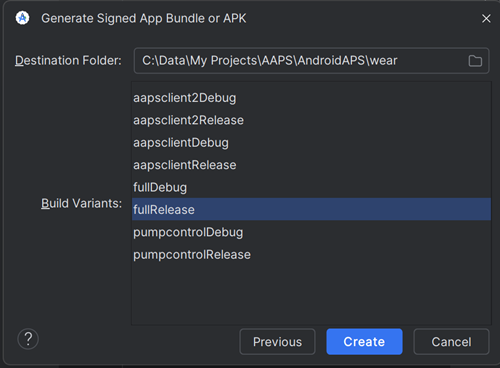 Generate Signed App Bundle or APK
Destination Folder: C:\Data\My Projects\AAPS\AndroidAPS\wear
aapsclient2Debug
aapsclient2Release
aapsclientDebug
aapsclientRelease
fullDebug
Build Variants: fullRelease
pumpcontrolDebug
pumpcontrolRelease
? Previous Create Cancel